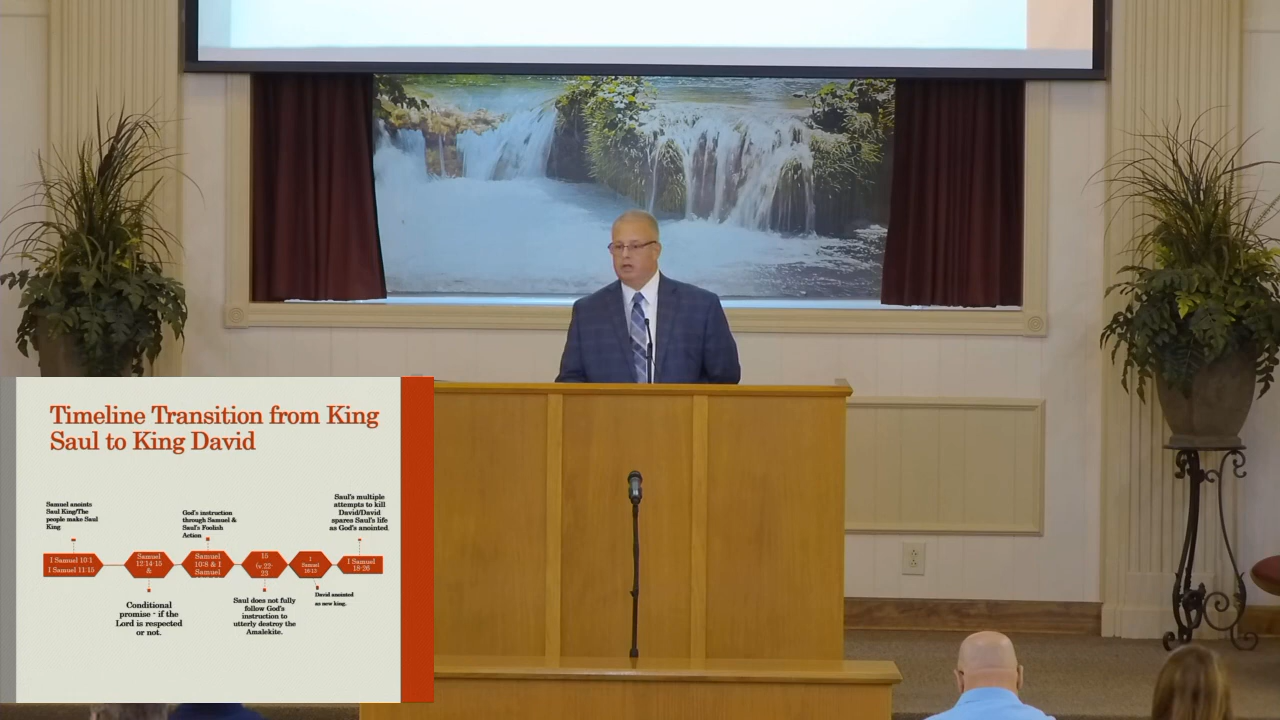 Timeline Transition from King
Saul to King David
Samuel anoints
Saul King/The
people make Saul
King
God's instruction
through Samuel &
Saul's Foolish
Action
Saul's multiple
attempts to kill
David/David
spares Saul's life
as God's anointed
I Samuel 10:1
I Samuel 11:15
Samuel
12:14-15
&
Samuel
10:8 & I
Samuel
15
(v.22-
23
I
Samuel
16:13
I Samuel
18-26
Conditional
promise - if the
Lord is respected
or not.
Saul does not fully
follow God's
instruction to
utterly destroy the
Amalekite.
David anointed
as new king.